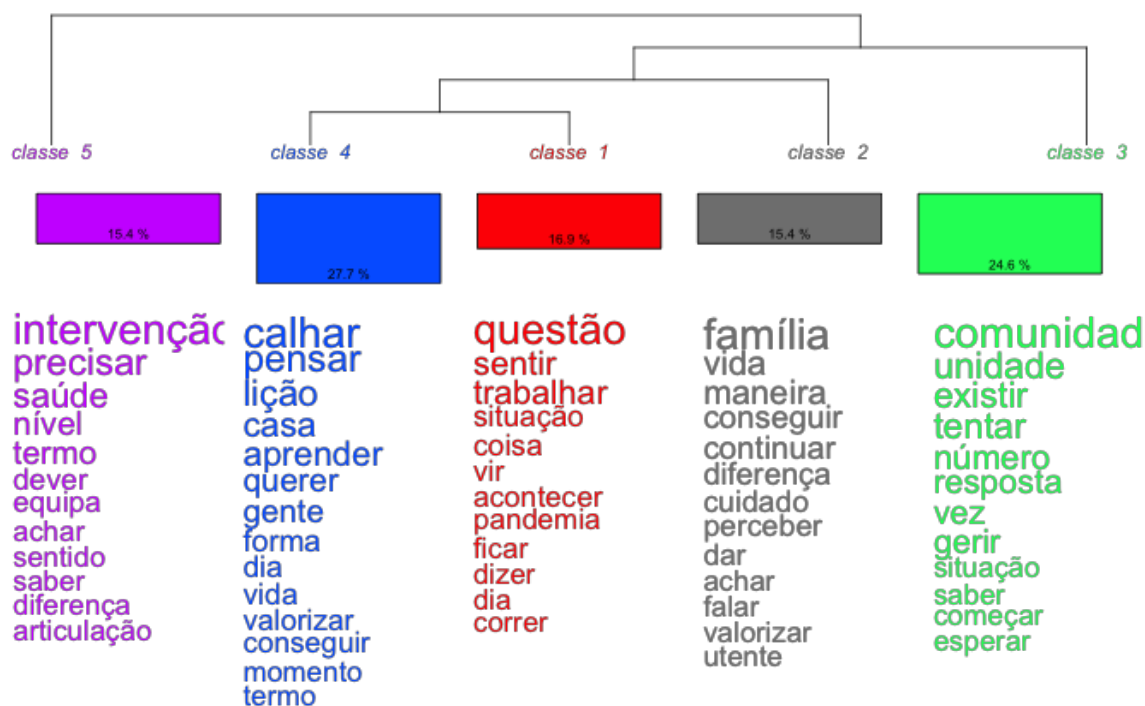 classe 5
classe 4
classe 1
classe 2
classe 3
15.4 %
27.7 %
16.9 %
15.4 %
24.6 %
intervençãc
precisar
saúde
nível
termo
dever
equipa
achar
sentido
saber
diferença
articulação
calhar
pensar
lição
casa
aprender
querer
gente
forma
dia
vida
valorizar
conseguir
momento
termo
questão
sentir
trabalhar
situação
coisa
vir
acontecer
pandemia
ficar
dizer
dia
correr
família
vida
maneira
conseguir
continuar
diferença
cuidado
perceber
dar
achar
falar
valorizar
utente
comunidad
unidade
existir
tentar
número
resposta
vez
gerir
situação
saber
começar
esperar